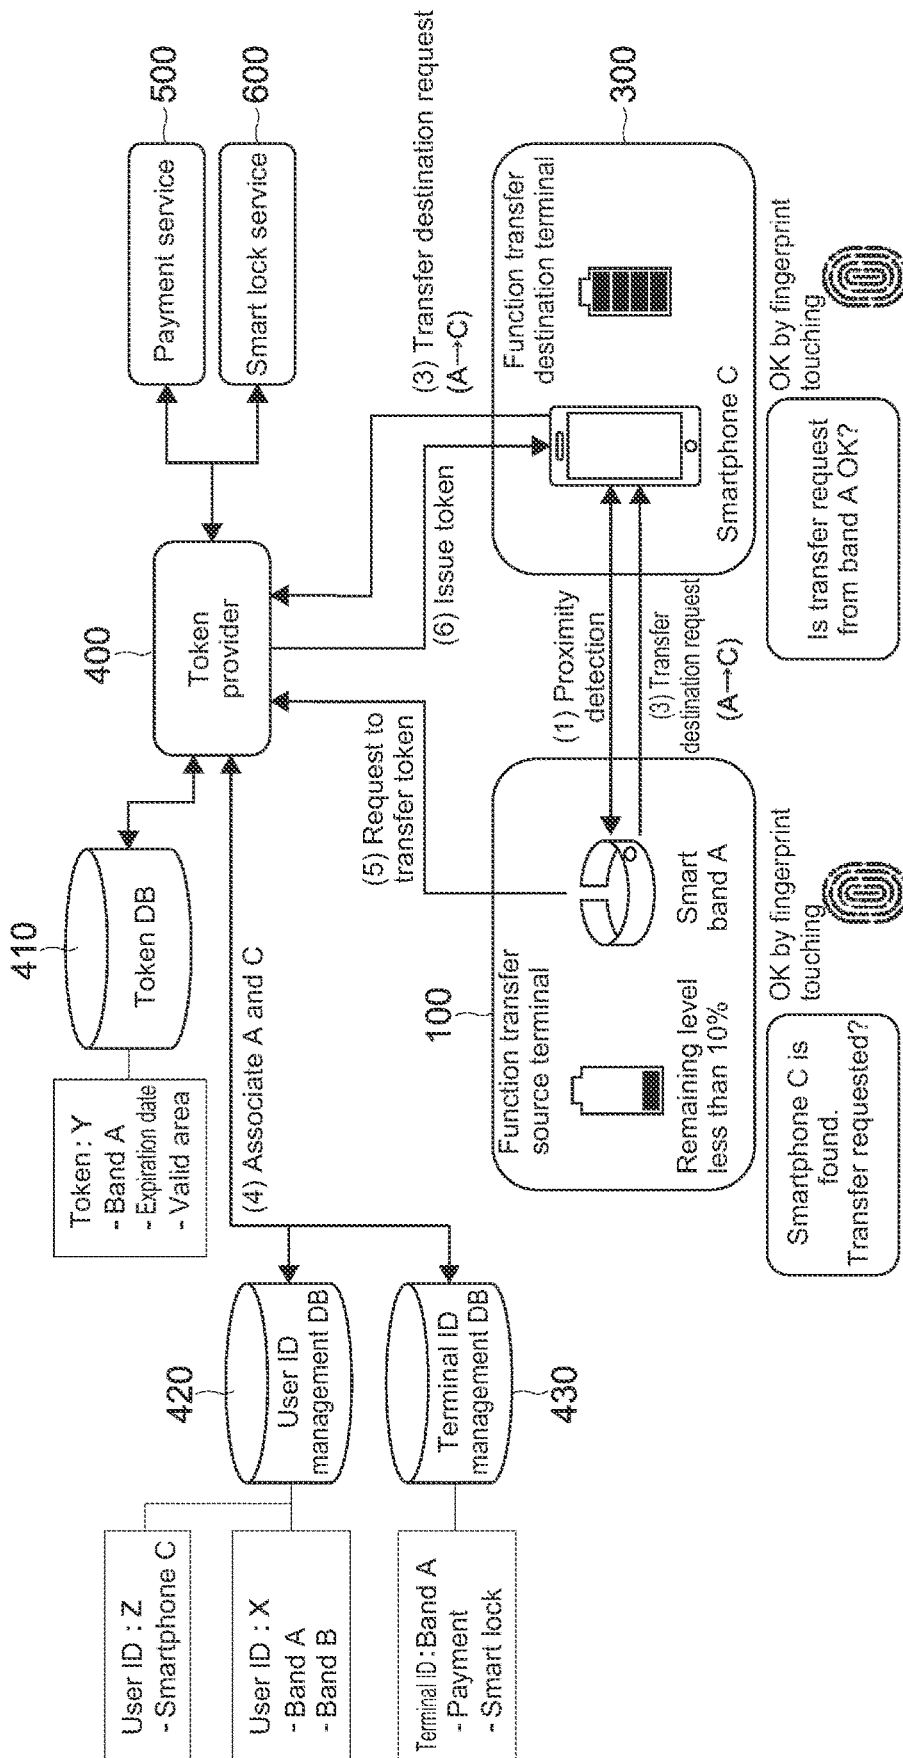 500
Payment service
600
Smart lock service
400
Token
provider
410
Token DB
Token : Y
- Band A
- Expiration date
- Valid area
420
User ID
management DB
Terminal ID
management DB
430
User ID : Z
- Smartphone C
User ID : X
- Band A
- Band B
Terminal ID : Band A
- Payment
- Smart lock
(4) Associate A and C
(5) Request to
transfer token
(6) Issue token
(3) Transfer destination request
(A→C)
100
Function transfer
source terminal
Remaining level
less than 10%
Smart
band A
(1) Proximity
detection
(3) Transfer
destination request
(A→C)
300
Function transfer
destination terminal
Smartphone C
Smartphone C is
found.
Transfer requested?
OK by fingerprint
touching
Is transfer request
from band A OK?
OK by fingerprint
touching